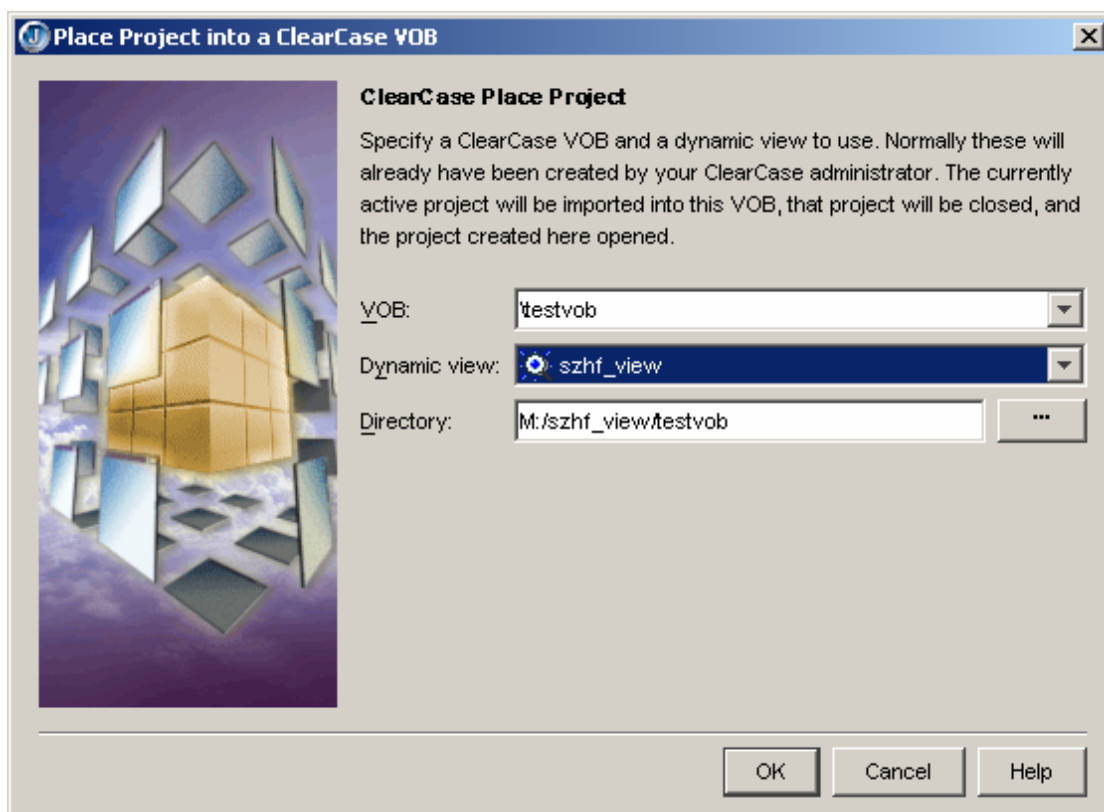 Place Project into a ClearCase VOB
ClearCase Place Project
Specify a ClearCase VOB and a dynamic view to use. Normally these will
already have been created by your ClearCase administrator. The currently
active project will be imported into this VOB, that project will be closed, and
the project created here opened.
VOB: \testvob
Dynamic view: szhf_view
Directory: M:/szhf_view/testvob ...
OK Cancel Help